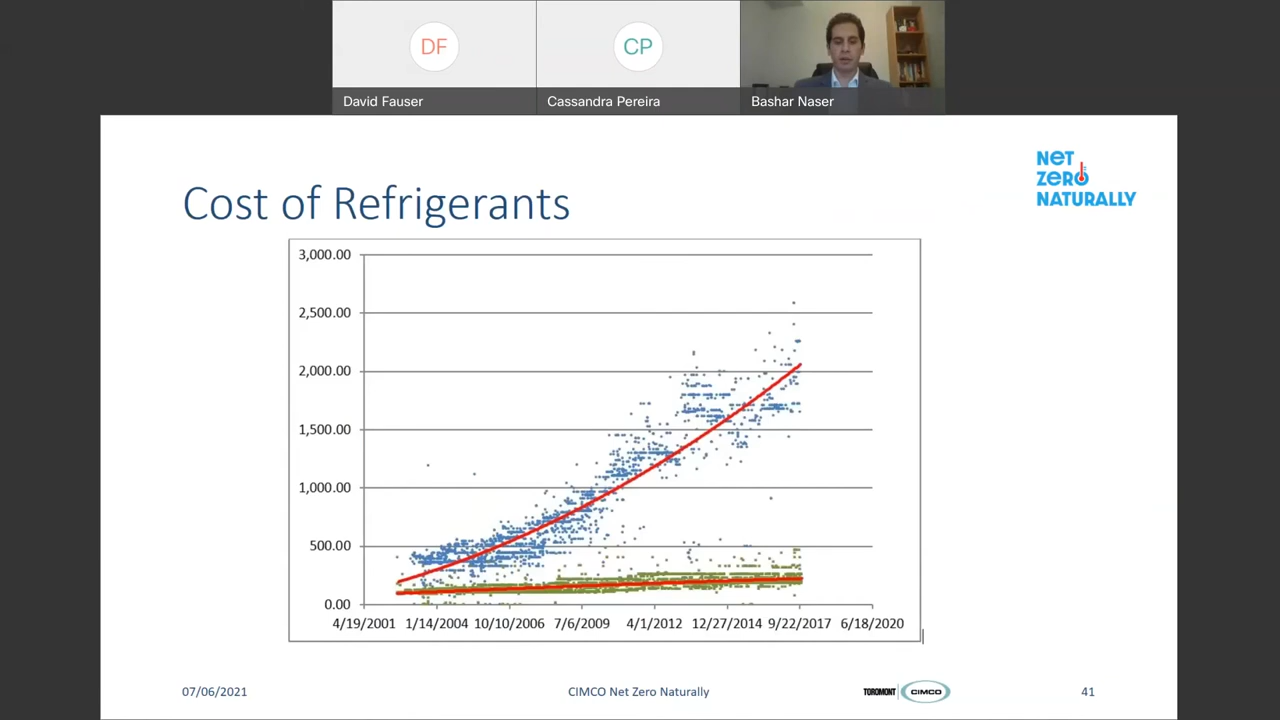 DF
CP
David Fauser
Cassandra Pereira
Bashar Naser
NET
ZERO
NATURALLY
Cost of Refrigerants
3,000.00
2,500.00
2,000.00
1,500.00
1,000.00
500.00
0.00
4/19/2001 1/14/2004 10/10/2006 7/6/2009 4/1/2012 12/27/2014 9/22/2017 6/18/2020
07/06/2021
CIMCO Net Zero Naturally
TOROMONT
CIMCO
41